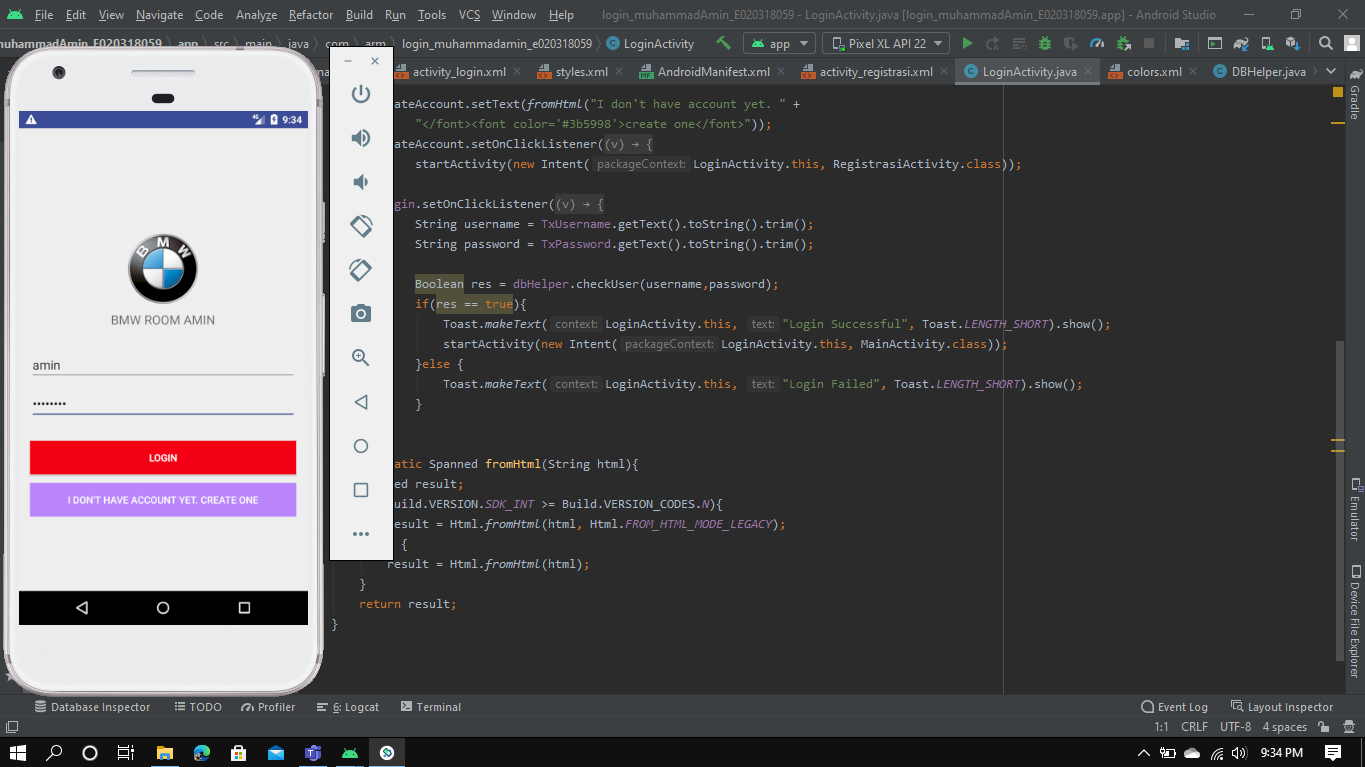 File Edit View Navigate Code Analyze Refactor Build Run Tools VCS Window Help login_muhammadAmin_E020318059 - LoginActivity.java [login_muhammadAmin_E020318059.app] - Android Studio
muhammadAmin_E020318059 app src main java com arm login_muhammadamin_e020318059 LoginActivity app Pixel XL API 22
activity_login.xml styles.xml AndroidManifest.xml activity_registrasi.xml LoginActivity.java colors.xml DBHelper.java
ateAccount.setText(fromHtml("I don't have account yet. " +
"</font><font color='#3b5998'>create one</font>"));
ateAccount.setOnClickListener((v) → {
startActivity(new Intent( packageContext: LoginActivity.this, RegistrasiActivity.class));
gin.setOnClickListener((v) → {
String username = TxUsername.getText().toString().trim();
String password = TxPassword.getText().toString().trim();
Boolean res = dbHelper.checkUser(username,password);
if(res == true){
Toast.makeText( context: LoginActivity.this, text: "Login Successful", Toast.LENGTH_SHORT).show();
startActivity(new Intent( packageContext: LoginActivity.this, MainActivity.class));
}else {
Toast.makeText( context: LoginActivity.this, text: "Login Failed", Toast.LENGTH_SHORT).show();
}
atic Spanned fromHtml(String html){
ed result;
uild.VERSION.SDK_INT >= Build.VERSION_CODES.N){
result = Html.fromHtml(html, Html.FROM_HTML_MODE_LEGACY);
{
result = Html.fromHtml(html);
}
return result;
}
9:34
BMW
BMW ROOM AMIN
amin
••••••••
LOGIN
I DON'T HAVE ACCOUNT YET. CREATE ONE
Gradle
Emulator
Device File Explorer
Database Inspector TODO Profiler 6: Logcat Terminal Event Log Layout Inspector
1:1 CRLF UTF-8 4 spaces
9:34 PM